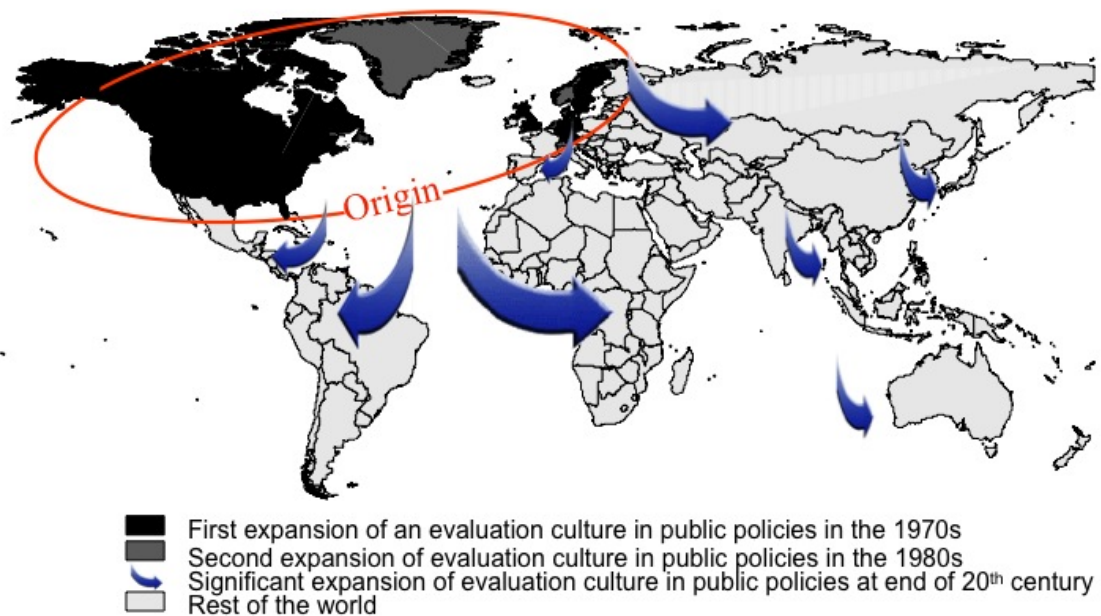 Origin
First expansion of an evaluation culture in public policies in the 1970s
Second expansion of evaluation culture in public policies in the 1980s
Significant expansion of evaluation culture in public policies at end of 20th century
Rest of the world